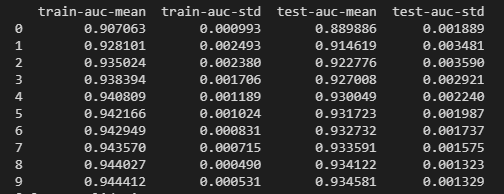 train-auc-mean train-auc-std test-auc-mean test-auc-std
0 0.907063 0.000993 0.889886 0.001889
1 0.928101 0.002493 0.914619 0.003481
2 0.935024 0.002380 0.922776 0.003590
3 0.938394 0.001706 0.927008 0.002921
4 0.940809 0.001189 0.930049 0.002240
5 0.942166 0.001024 0.931723 0.001987
6 0.942949 0.000831 0.932732 0.001737
7 0.943570 0.000715 0.933591 0.001575
8 0.944027 0.000490 0.934122 0.001323
9 0.944412 0.000531 0.934581 0.001329